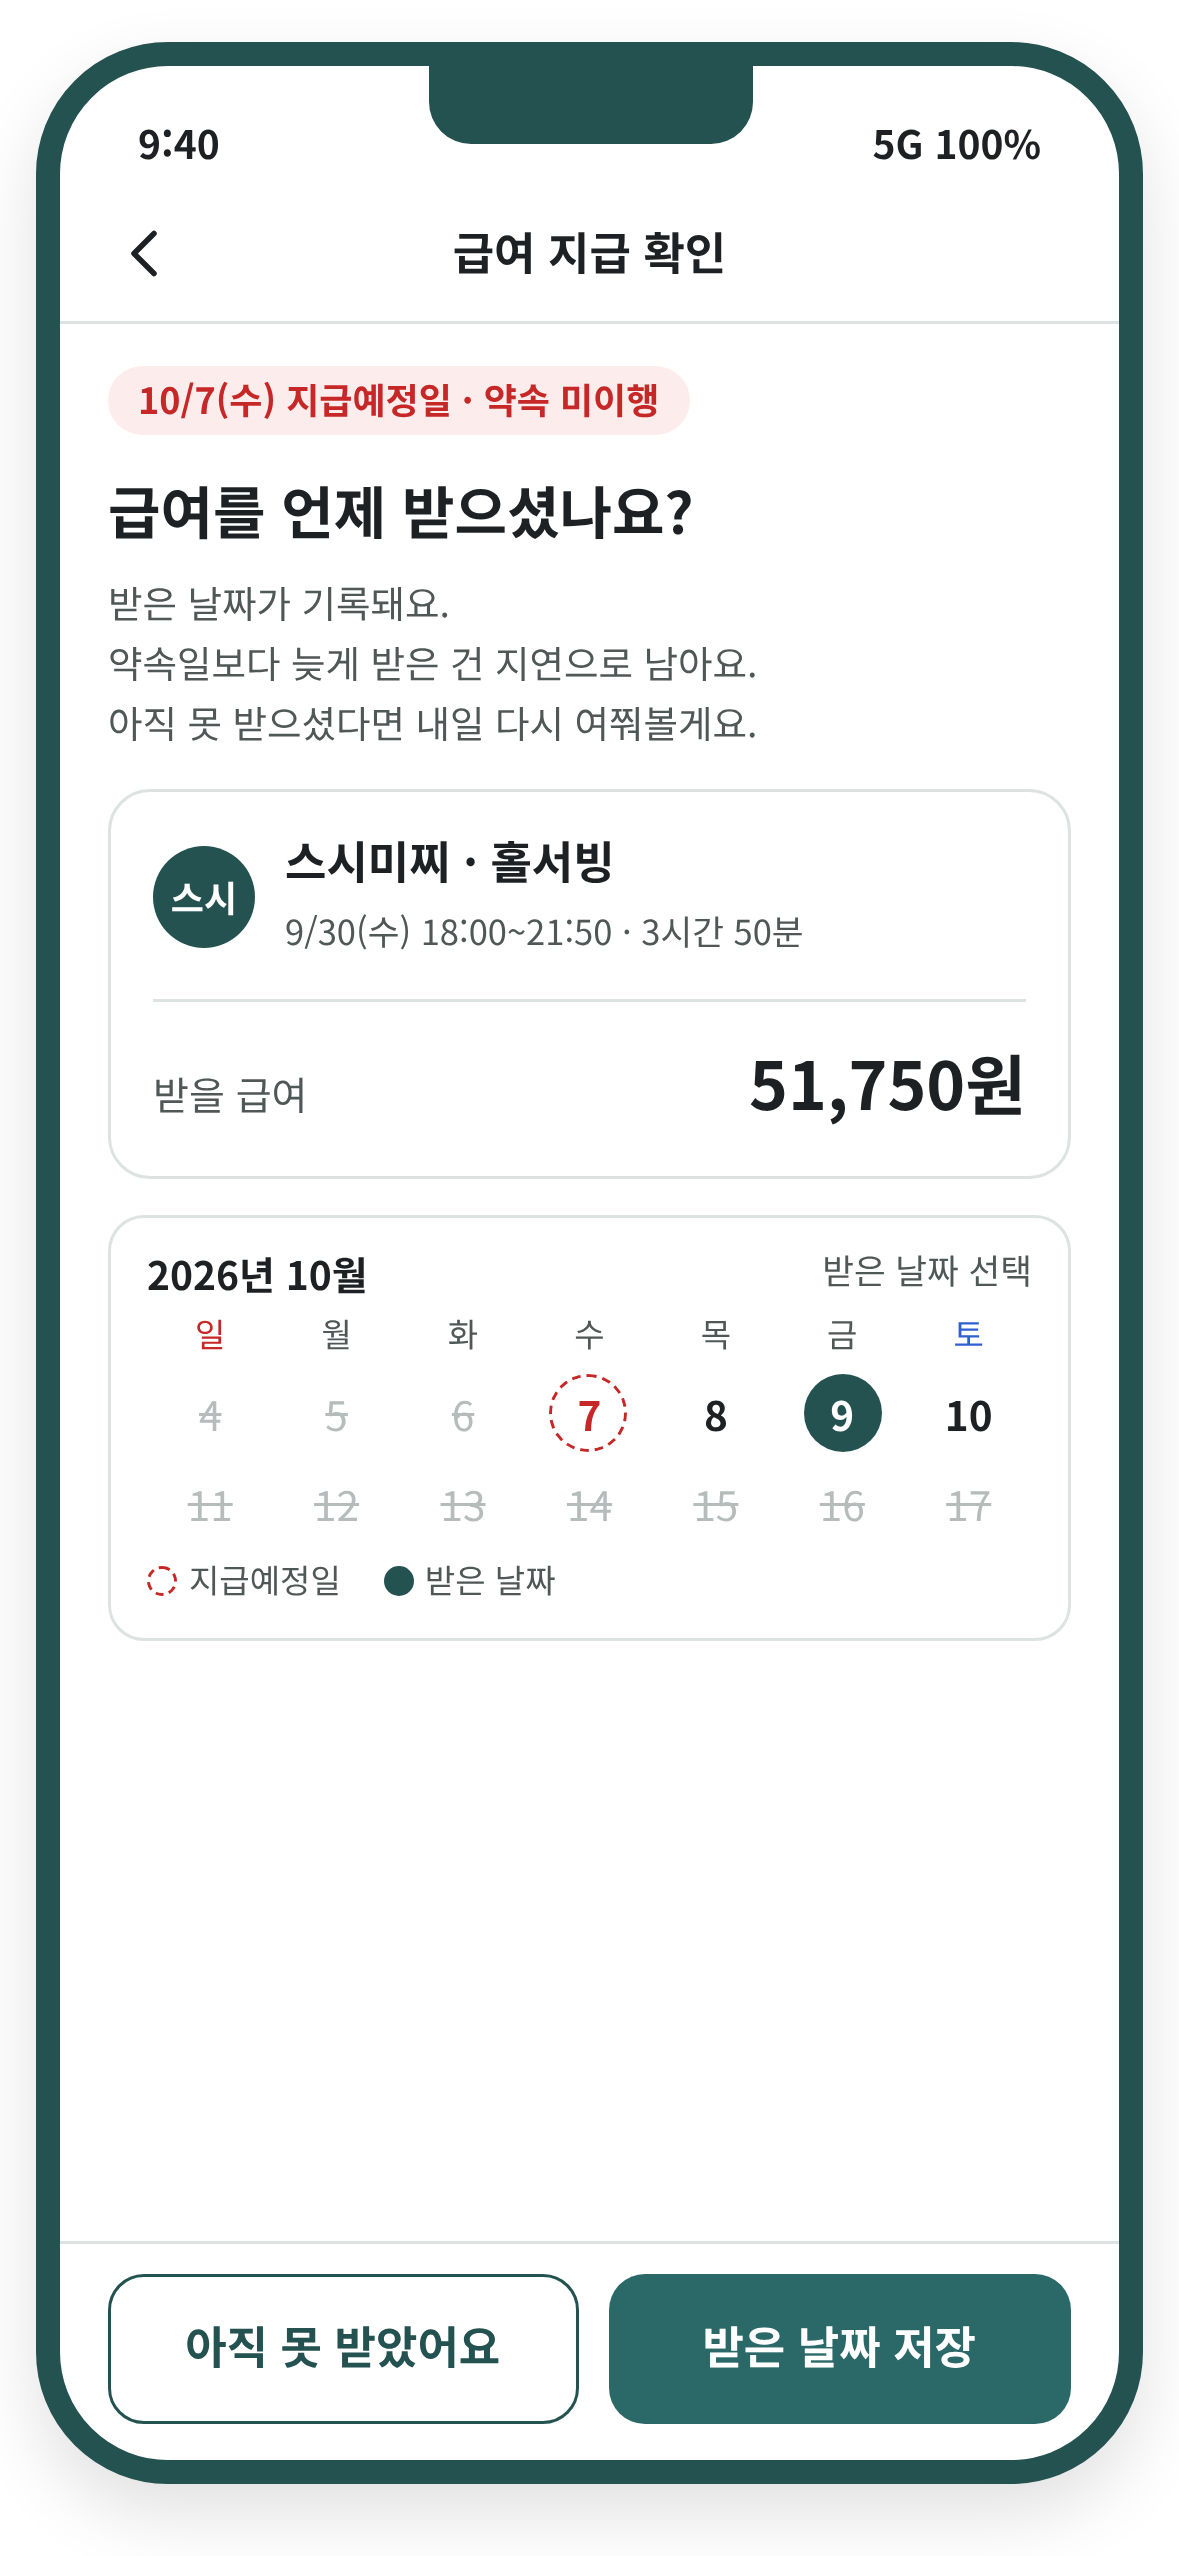 9:40
5G 100%
급여 지급 확인
10/7(수) 지급예정일 · 약속 미이행
급여를 언제 받으셨나요?
받은 날짜가 기록돼요.
약속일보다 늦게 받은 건 지연으로 남아요.
아직 못 받으셨다면 내일 다시 여쭤볼게요.
스시
스시미찌 · 홀서빙
9/30(수) 18:00~21:50 · 3시간 50분
받을 급여
51,750원
2026년 10월
받은 날짜 선택
일 월 화 수 목 금 토
4 5 6 7 8 9 10
11 12 13 14 15 16 17
지급예정일
받은 날짜
아직 못 받았어요
받은 날짜 저장